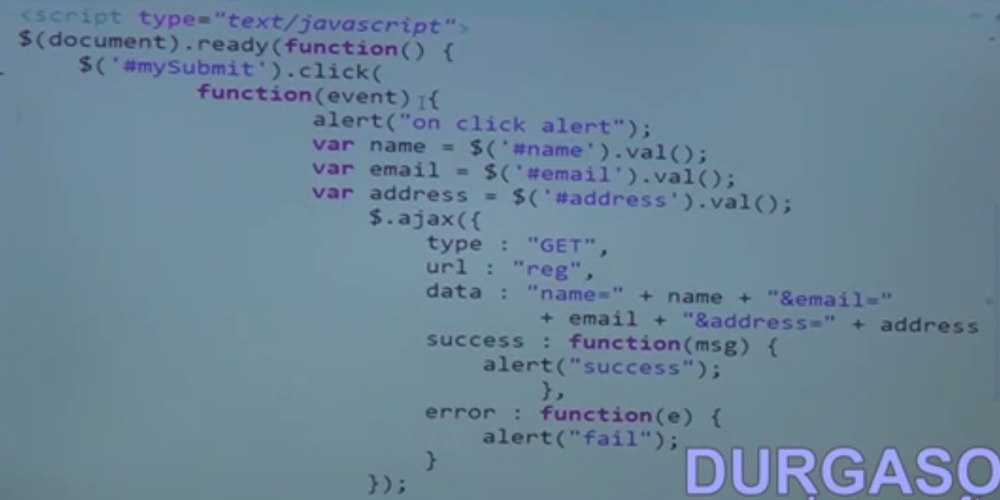 <script type="text/javascript">
$(document).ready(function() {
$('#mySubmit').click(
function(event) {
alert("on click alert");
var name = $('#name').val();
var email = $('#email').val();
var address = $('#address').val();
$.ajax({
type : "GET",
url : "reg",
data : "name=" + name + "&email="
+ email + "&address=" + address
success : function(msg) {
alert("success");
},
error : function(e) {
alert("fail");
}
});
DURGASO